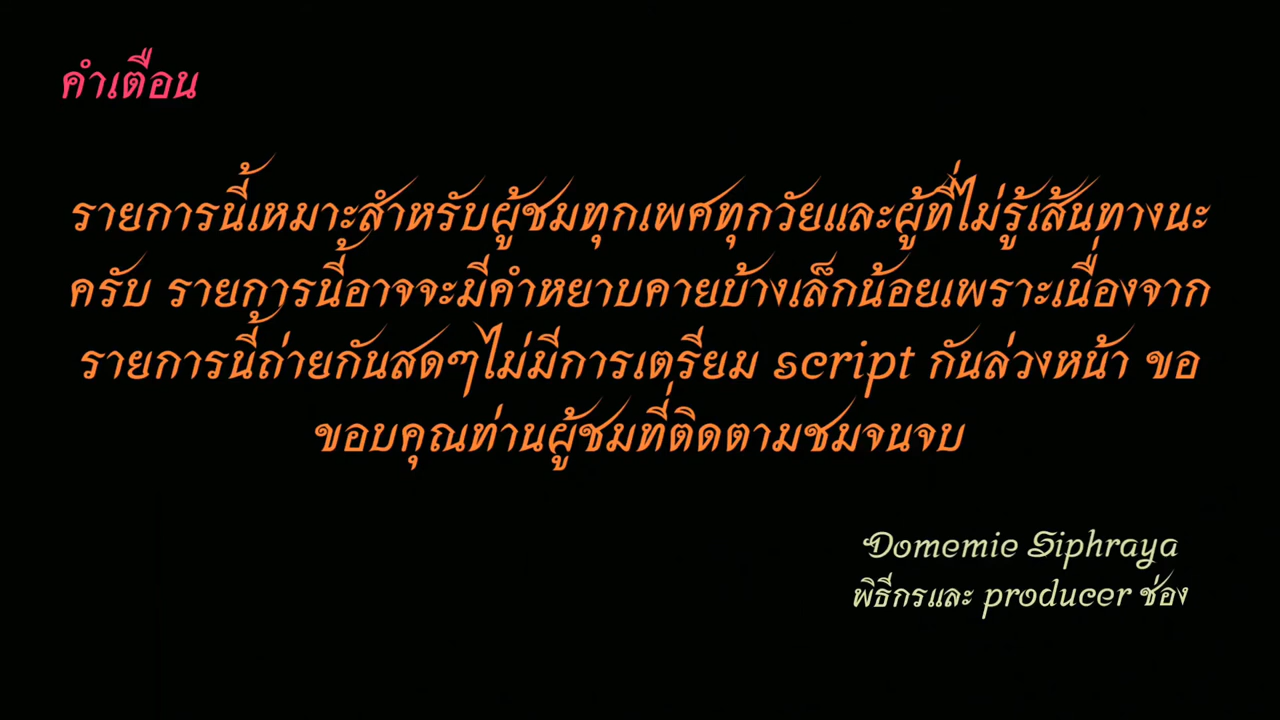 คำเตือน
รายการนี้เหมาะสำหรับผู้ชมทุกเพศทุกวัยและผู้ที่ไม่รู้เส้นทางนะ
ครับ รายการนี้อาจจะมีคำหยาบคายบ้างเล็กน้อยเพราะเนื่องจาก
รายการนี้ถ่ายกันสดๆไม่มีการเตรียม script กันล่วงหน้า ขอ
ขอบคุณท่านผู้ชมที่ติดตามชมจนจบ
Domemie Siphraya
พิธีกรและ producer ช่อง